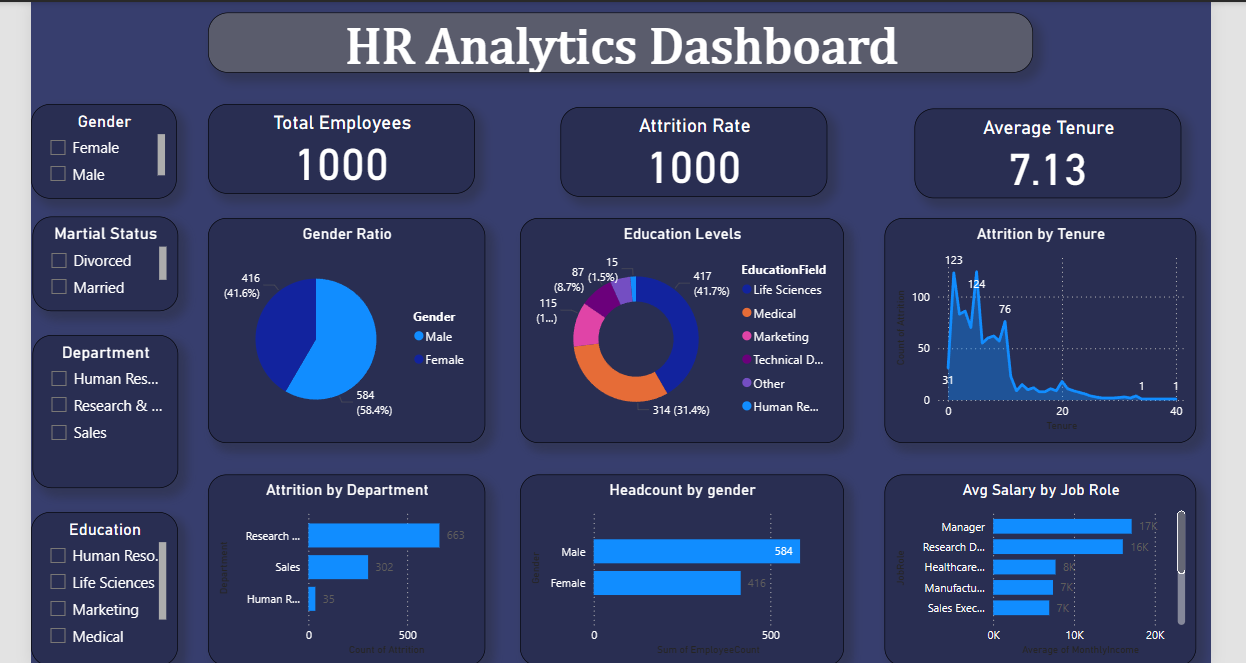 HR Analytics Dashboard
Gender
Female
Male
Total Employees
1000
Attrition Rate
1000
Average Tenure
7.13
Martial Status
Divorced
Married
Department
Human Res...
Research & ...
Sales
Education
Human Reso.
Life Sciences
Marketing
Medical
Gender Ratio
416
(41.6%)
584
(58.4%)
Gender
Male
Female
Education Levels
15
(1.5%)
87
(8.7%)
115
(1...)
417
(41.7%)
314 (31.4%)
EducationField
Life Sciences
Medical
Marketing
Technical D...
Other
Human Re...
Attrition by Tenure
Count of Attrition
123
124
76
31
1
1
100
50
0
0
20
40
Tenure
Attrition by Department
Department
Research ...
663
Sales
302
Human R...
35
0
500
Count of Attrition
Headcount by gender
Gender
Male
584
Female
416
0
500
Sum of EmployeeCount
Avg Salary by Job Role
JobRole
Manager
17K
Research D...
16K
Healthcare...
8K
Manufactu...
7K
Sales Exec...
7K
0K
10K
20K
Average of MonthlyIncome